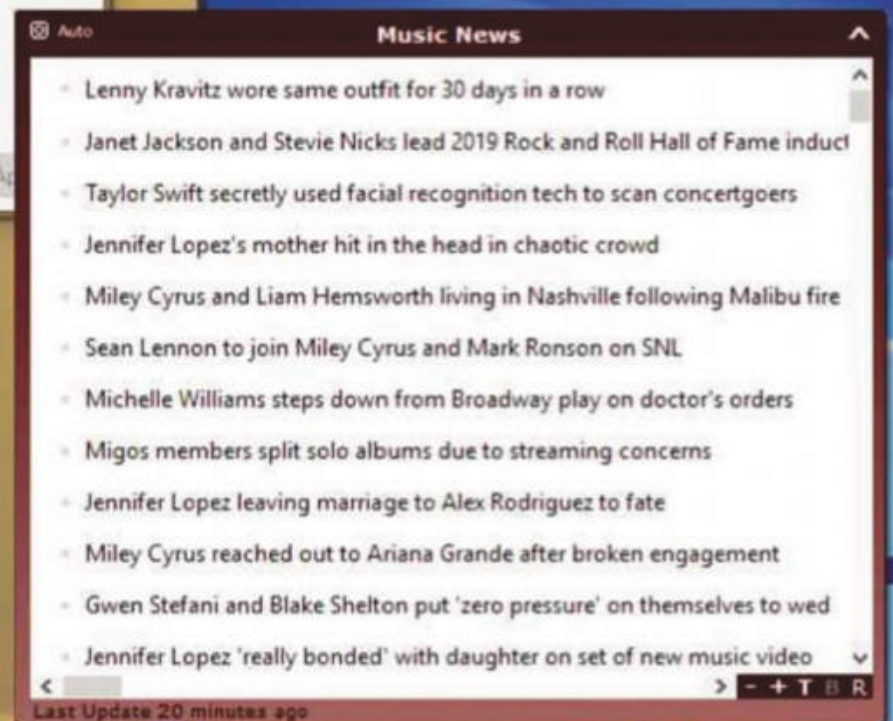 Auto
Music News
Lenny Kravitz wore same outfit for 30 days in a row
Janet Jackson and Stevie Nicks lead 2019 Rock and Roll Hall of Fame induct
Taylor Swift secretly used facial recognition tech to scan concertgoers
Jennifer Lopez's mother hit in the head in chaotic crowd
Miley Cyrus and Liam Hemsworth living in Nashville following Malibu fire
Sean Lennon to join Miley Cyrus and Mark Ronson on SNL
Michelle Williams steps down from Broadway play on doctor's orders
Migos members split solo albums due to streaming concerns
Jennifer Lopez leaving marriage to Alex Rodriguez to fate
Miley Cyrus reached out to Ariana Grande after broken engagement
Gwen Stefani and Blake Shelton put 'zero pressure' on themselves to wed
Jennifer Lopez 'really bonded' with daughter on set of new music video
- + T B R
Last Update 20 minutes ago